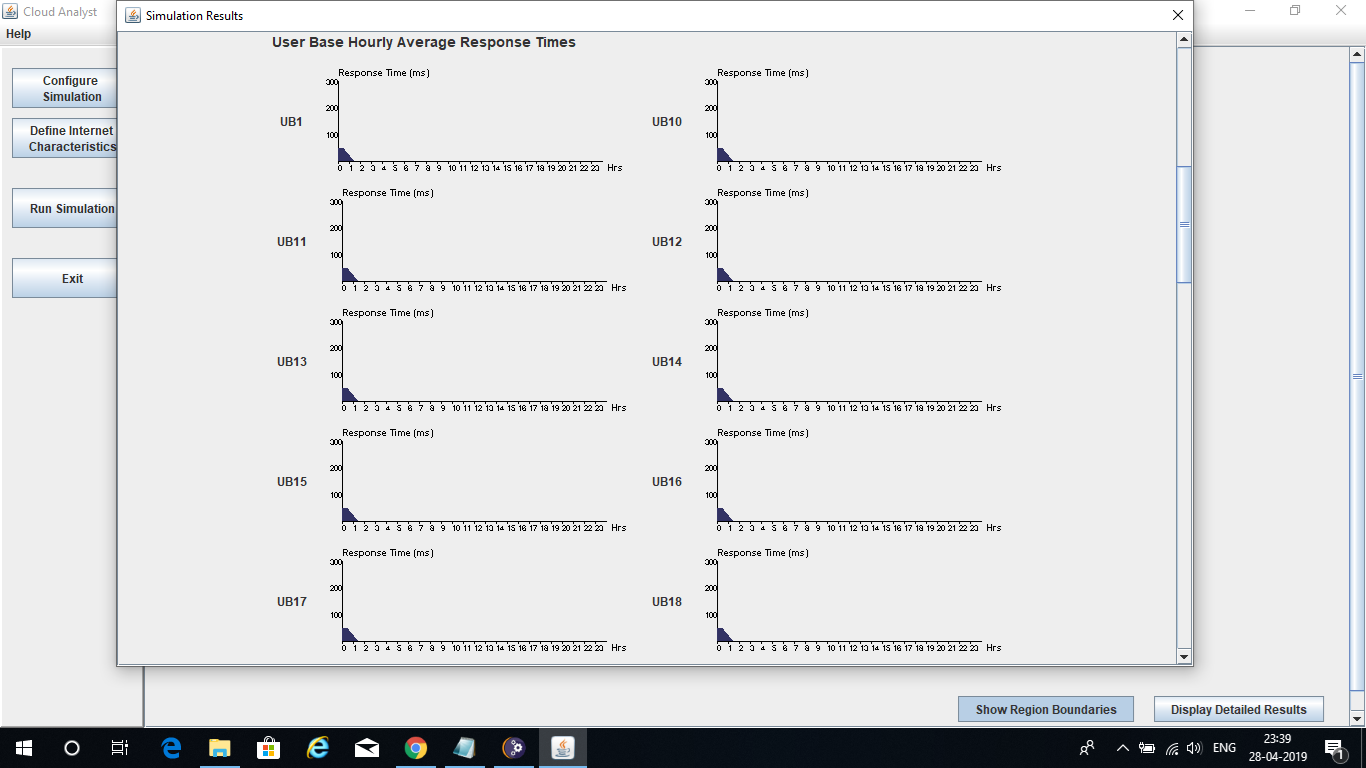 Cloud Analyst
Simulation Results
Help
User Base Hourly Average Response Times
Configure
Simulation
Define Internet
Characteristics
Run Simulation
Exit
Response Time (ms)
300
200
100
UB1
0 1 2 3 4 5 6 7 8 9 10 11 12 13 14 15 16 17 18 19 20 21 22 23 Hrs
Response Time (ms)
300
200
100
UB10
0 1 2 3 4 5 6 7 8 9 10 11 12 13 14 15 16 17 18 19 20 21 22 23 Hrs
Response Time (ms)
300
200
100
UB11
0 1 2 3 4 5 6 7 8 9 10 11 12 13 14 15 16 17 18 19 20 21 22 23 Hrs
Response Time (ms)
300
200
100
UB12
0 1 2 3 4 5 6 7 8 9 10 11 12 13 14 15 16 17 18 19 20 21 22 23 Hrs
Response Time (ms)
300
200
100
UB13
0 1 2 3 4 5 6 7 8 9 10 11 12 13 14 15 16 17 18 19 20 21 22 23 Hrs
Response Time (ms)
300
200
100
UB14
0 1 2 3 4 5 6 7 8 9 10 11 12 13 14 15 16 17 18 19 20 21 22 23 Hrs
Response Time (ms)
300
200
100
UB15
0 1 2 3 4 5 6 7 8 9 10 11 12 13 14 15 16 17 18 19 20 21 22 23 Hrs
Response Time (ms)
300
200
100
UB16
0 1 2 3 4 5 6 7 8 9 10 11 12 13 14 15 16 17 18 19 20 21 22 23 Hrs
Response Time (ms)
300
200
100
UB17
0 1 2 3 4 5 6 7 8 9 10 11 12 13 14 15 16 17 18 19 20 21 22 23 Hrs
Response Time (ms)
300
200
100
UB18
0 1 2 3 4 5 6 7 8 9 10 11 12 13 14 15 16 17 18 19 20 21 22 23 Hrs
Show Region Boundaries
Display Detailed Results
ENG
23:39
28-04-2019
1